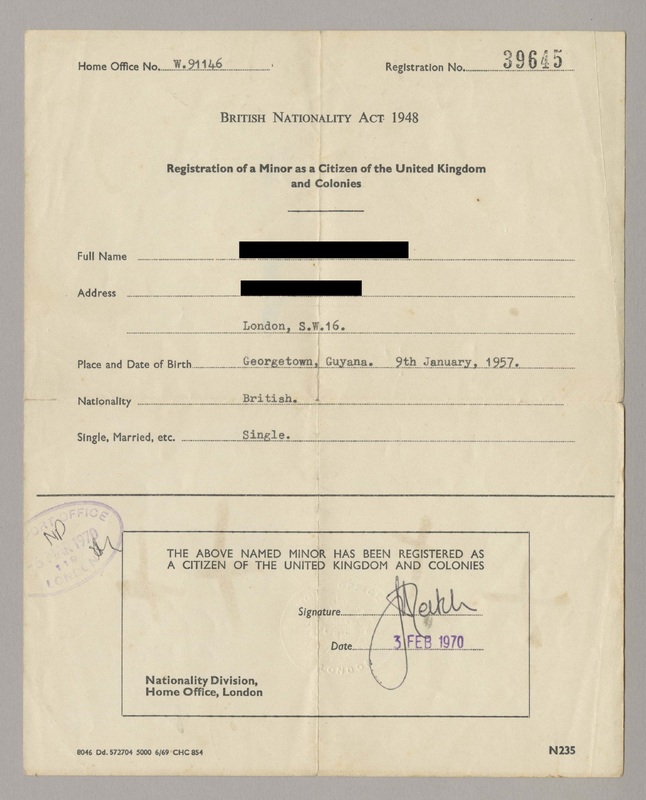 Home Office No. W.91146 Registration No. 39645
BRITISH NATIONALITY ACT 1948
Registration of a Minor as a Citizen of the United Kingdom
and Colonies
Full Name
Address
London, S.W.16.
Place and Date of Birth Georgetown, Guyana. 9th January, 1957.
Nationality British.
Single, Married, etc. Single.
OFFICE
1970
LONDON
THE ABOVE NAMED MINOR HAS BEEN REGISTERED AS
A CITIZEN OF THE UNITED KINGDOM AND COLONIES
Signature
Date 3 FEB 1970
LONDON
Nationality Division,
Home Office, London
8046 Dd. 572704 5000 6/69 CHC 854 N235